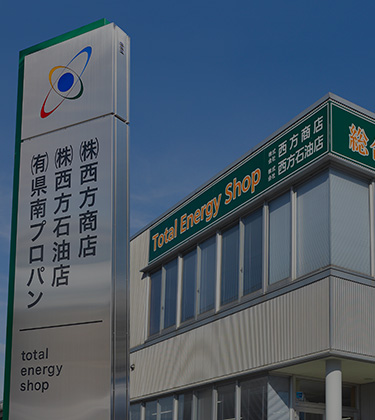 ㈱西方商店
㈱西方石油店
㈲県南プロパン
total
energy
shop
Total Energy Shop
株式会社 西方商店
株式会社 西方石油店
総合